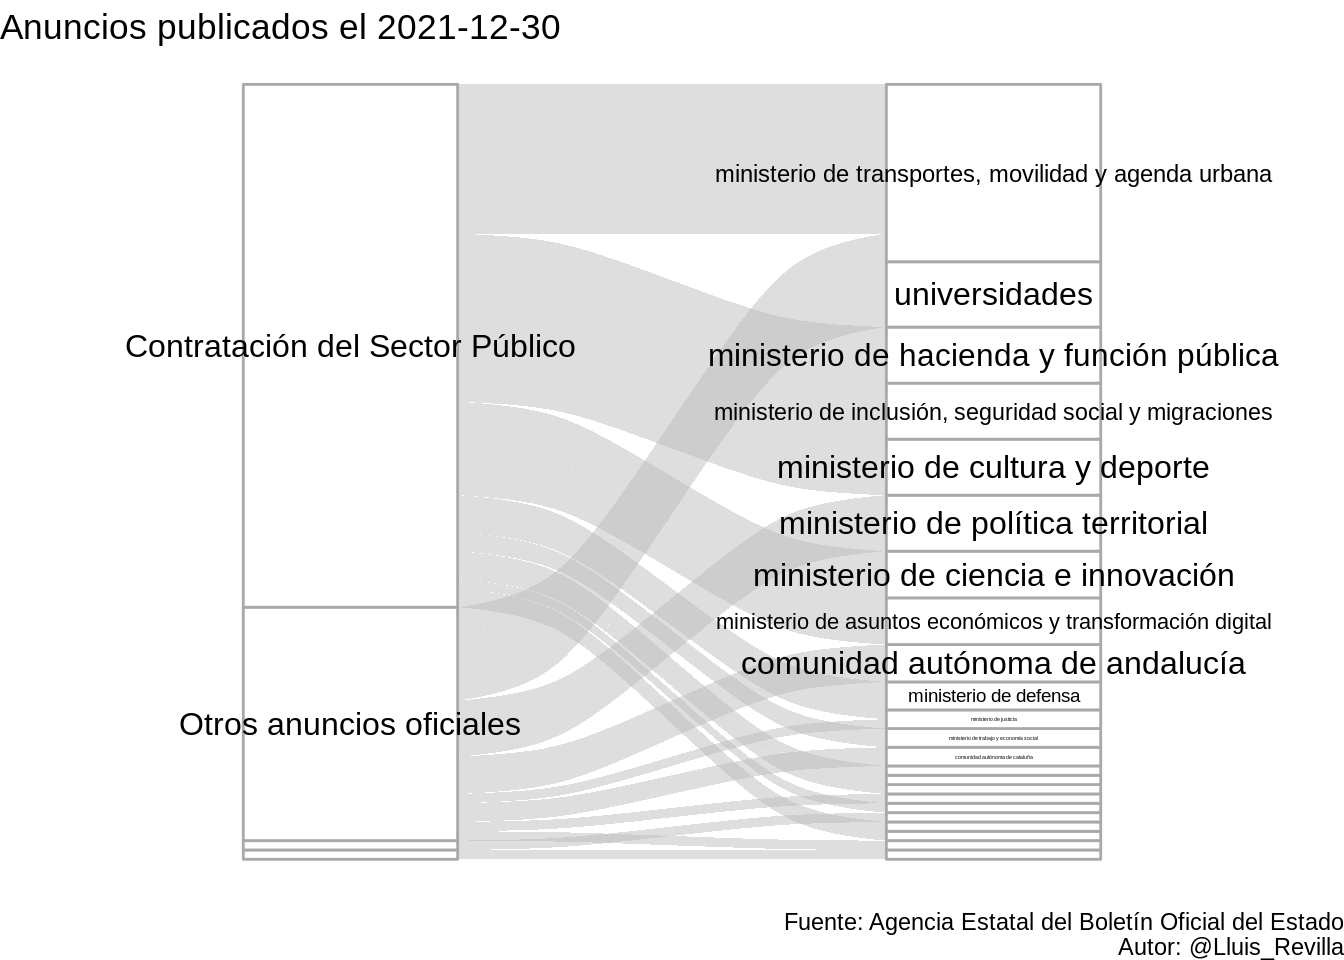 Anuncios publicados el 2021-12-30
ministerio de transportes, movilidad y agenda urbana
universidades
Contratación del Sector Público
ministerio de hacienda y función pública
ministerio de inclusión, seguridad social y migraciones
ministerio de cultura y deporte
ministerio de política territorial
ministerio de ciencia e innovación
ministerio de asuntos económicos y transformación digital
comunidad autónoma de andalucía
ministerio de defensa
ministerio de justicia
Otros anuncios oficiales
ministerio de trabajo y economía social
comunidad autónoma de cataluña
Fuente: Agencia Estatal del Boletín Oficial del Estado
Autor: @Lluis_Revilla